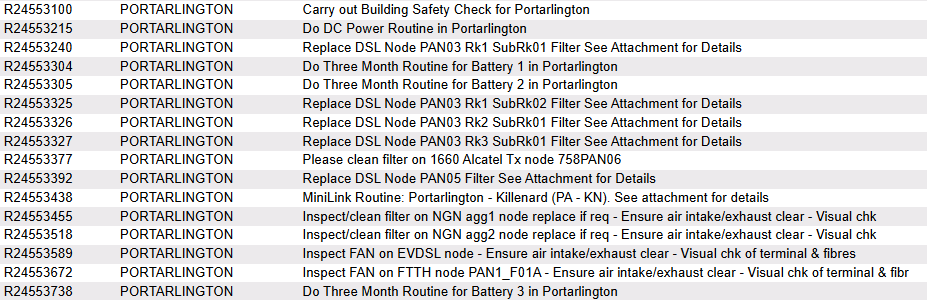 R24553100 PORTARLINGTON Carry out Building Safety Check for Portarlington
R24553215 PORTARLINGTON Do DC Power Routine in Portarlington
R24553240 PORTARLINGTON Replace DSL Node PAN03 Rk1 SubRk01 Filter See Attachment for Details
R24553304 PORTARLINGTON Do Three Month Routine for Battery 1 in Portarlington
R24553305 PORTARLINGTON Do Three Month Routine for Battery 2 in Portarlington
R24553325 PORTARLINGTON Replace DSL Node PAN03 Rk1 SubRk02 Filter See Attachment for Details
R24553326 PORTARLINGTON Replace DSL Node PAN03 Rk2 SubRk01 Filter See Attachment for Details
R24553327 PORTARLINGTON Replace DSL Node PAN03 Rk3 SubRk01 Filter See Attachment for Details
R24553377 PORTARLINGTON Please clean filter on 1660 Alcatel Tx node 758PAN06
R24553392 PORTARLINGTON Replace DSL Node PAN05 Filter See Attachment for Details
R24553438 PORTARLINGTON MiniLink Routine: Portarlington - Killenard (PA - KN). See attachment for details
R24553455 PORTARLINGTON Inspect/clean filter on NGN agg1 node replace if req - Ensure air intake/exhaust clear - Visual chk
R24553518 PORTARLINGTON Inspect/clean filter on NGN agg2 node replace if req - Ensure air intake/exhaust clear - Visual chk
R24553589 PORTARLINGTON Inspect FAN on EVDSL node - Ensure air intake/exhaust clear - Visual chk of terminal & fibres
R24553672 PORTARLINGTON Inspect FAN on FTTH node PAN1_F01A - Ensure air intake/exhaust clear - Visual chk of terminal & fibr
R24553738 PORTARLINGTON Do Three Month Routine for Battery 3 in Portarlington